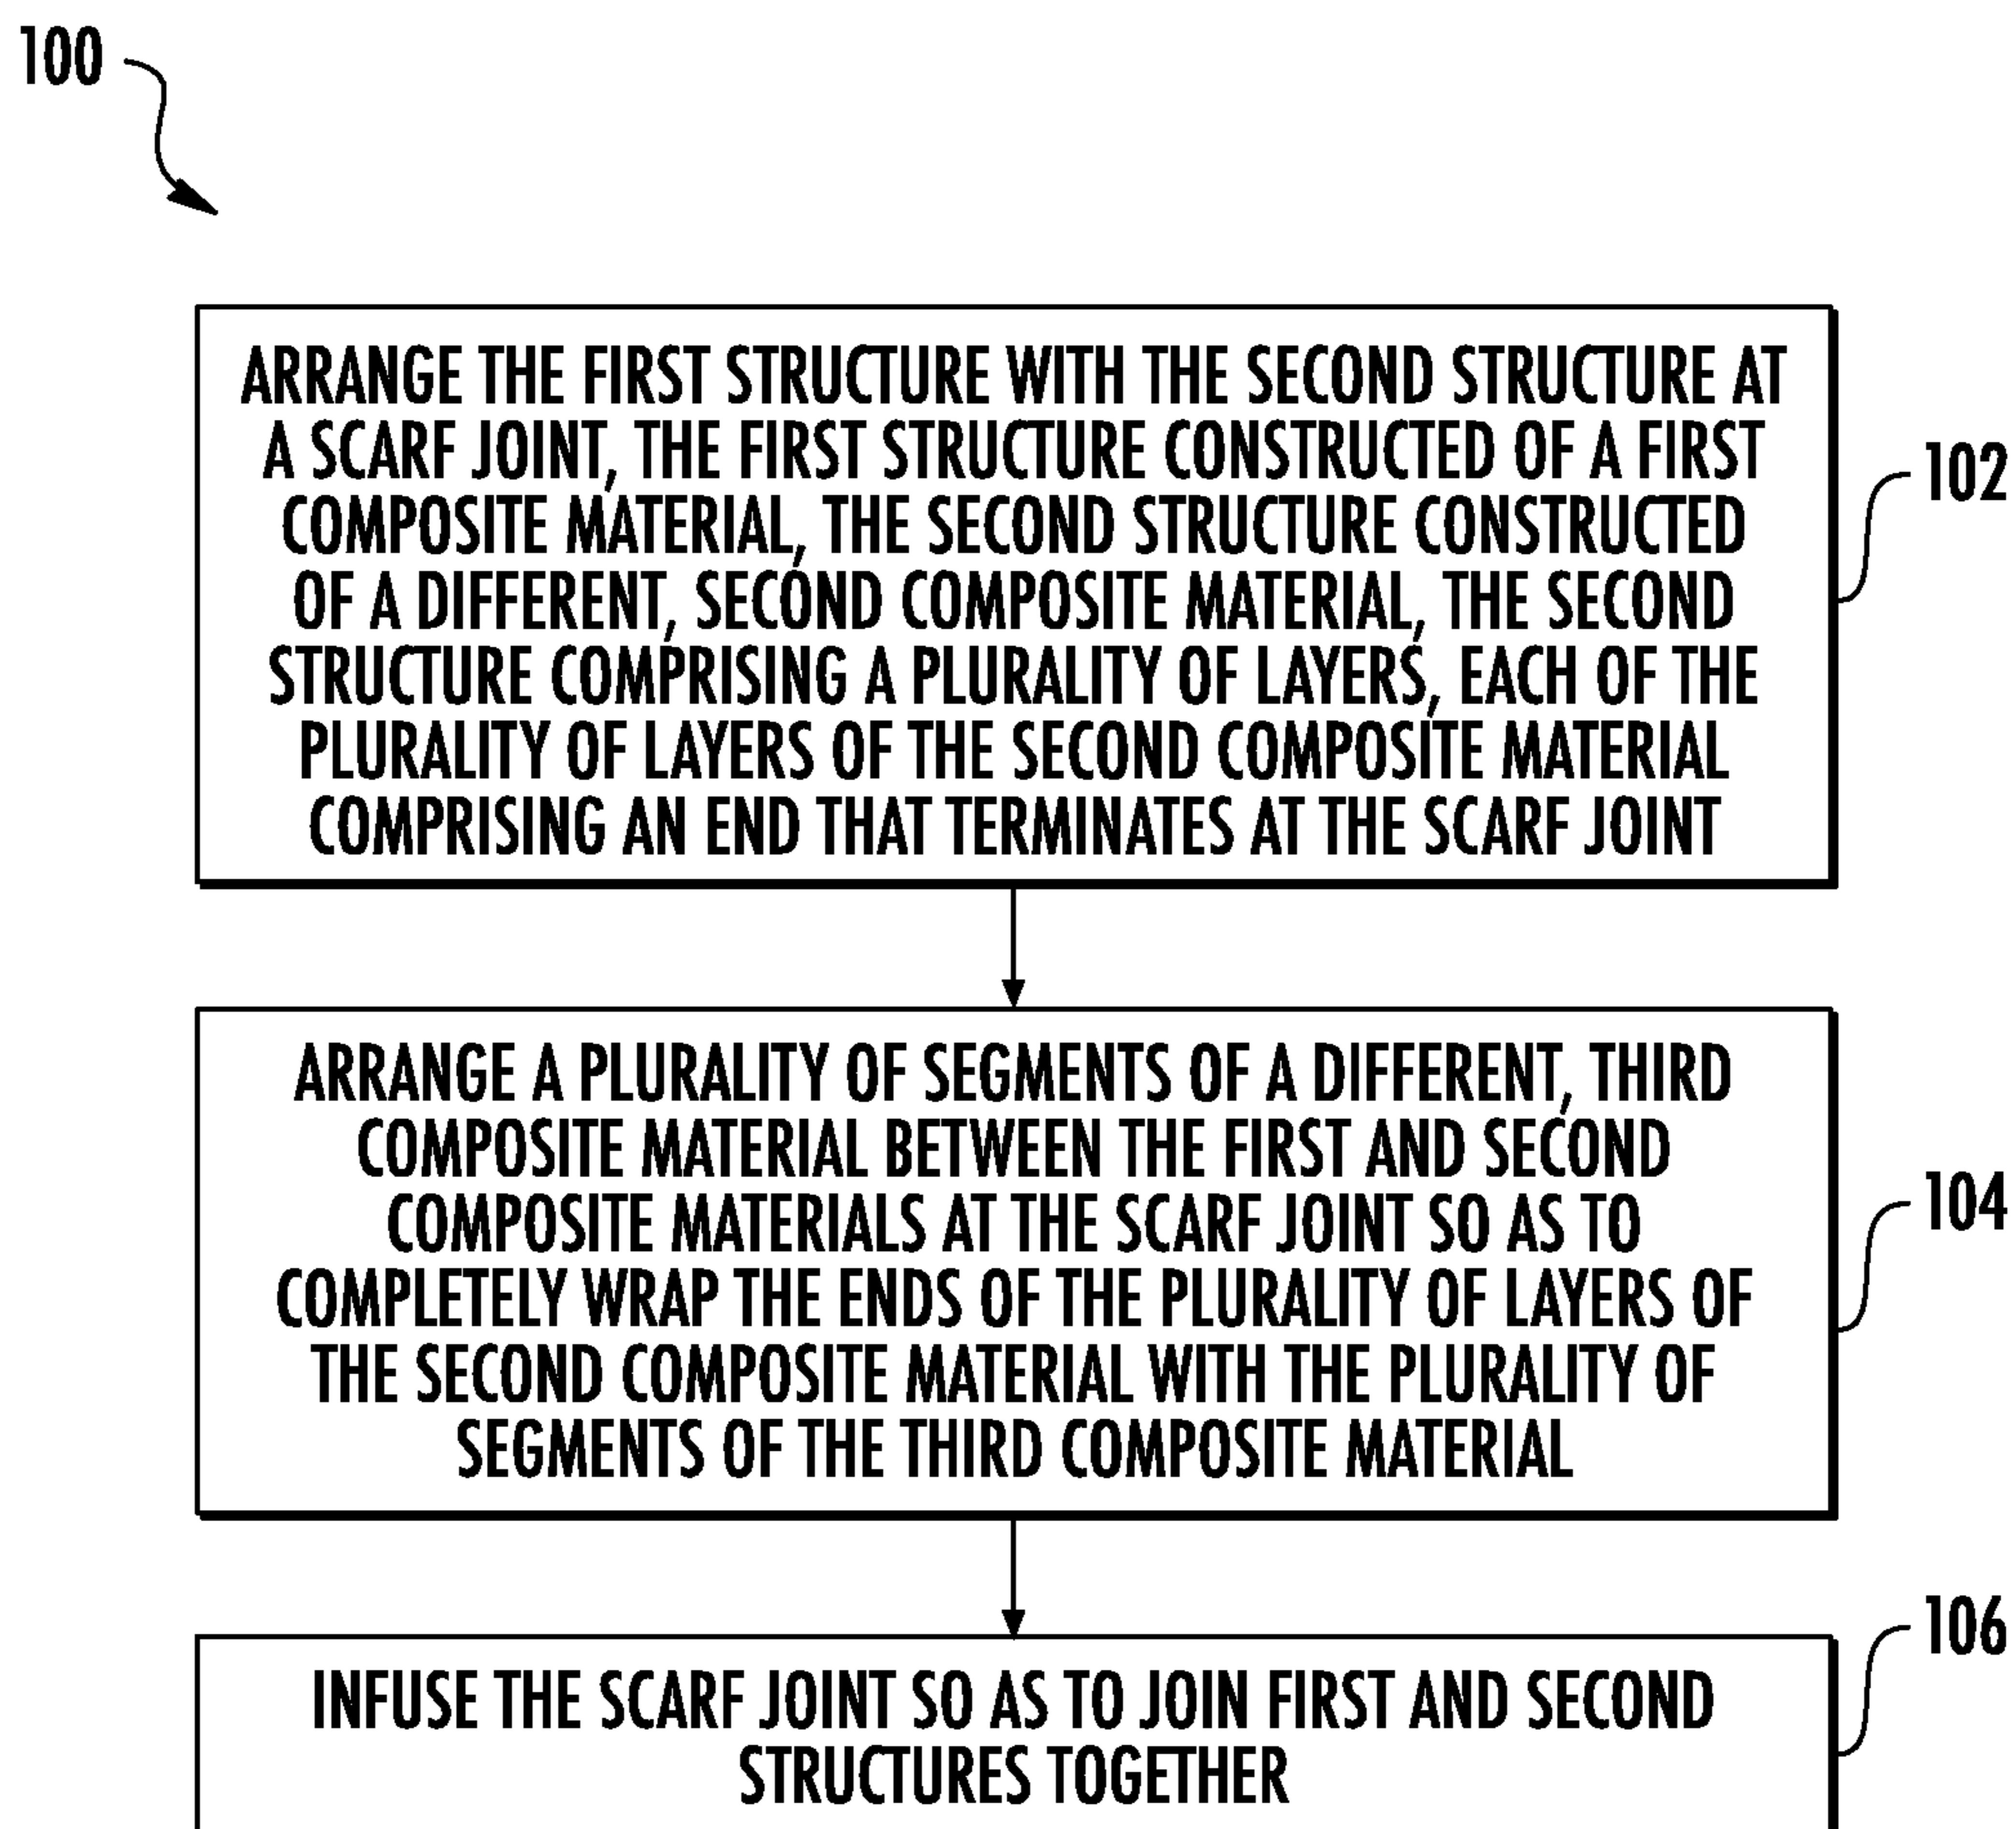 100
ARRANGE THE FIRST STRUCTURE WITH THE SECOND STRUCTURE AT
A SCARF JOINT, THE FIRST STRUCTURE CONSTRUCTED OF A FIRST
COMPOSITE MATERIAL, THE SECOND STRUCTURE CONSTRUCTED
OF A DIFFERENT, SECOND COMPOSITE MATERIAL, THE SECOND
STRUCTURE COMPRISING A PLURALITY OF LAYERS, EACH OF THE
PLURALITY OF LAYERS OF THE SECOND COMPOSITE MATERIAL
COMPRISING AN END THAT TERMINATES AT THE SCARF JOINT
102
ARRANGE A PLURALITY OF SEGMENTS OF A DIFFERENT, THIRD
COMPOSITE MATERIAL BETWEEN THE FIRST AND SECOND
COMPOSITE MATERIALS AT THE SCARF JOINT SO AS TO
COMPLETELY WRAP THE ENDS OF THE PLURALITY OF LAYERS OF
THE SECOND COMPOSITE MATERIAL WITH THE PLURALITY OF
SEGMENTS OF THE THIRD COMPOSITE MATERIAL
104
INFUSE THE SCARF JOINT SO AS TO JOIN FIRST AND SECOND
STRUCTURES TOGETHER
106